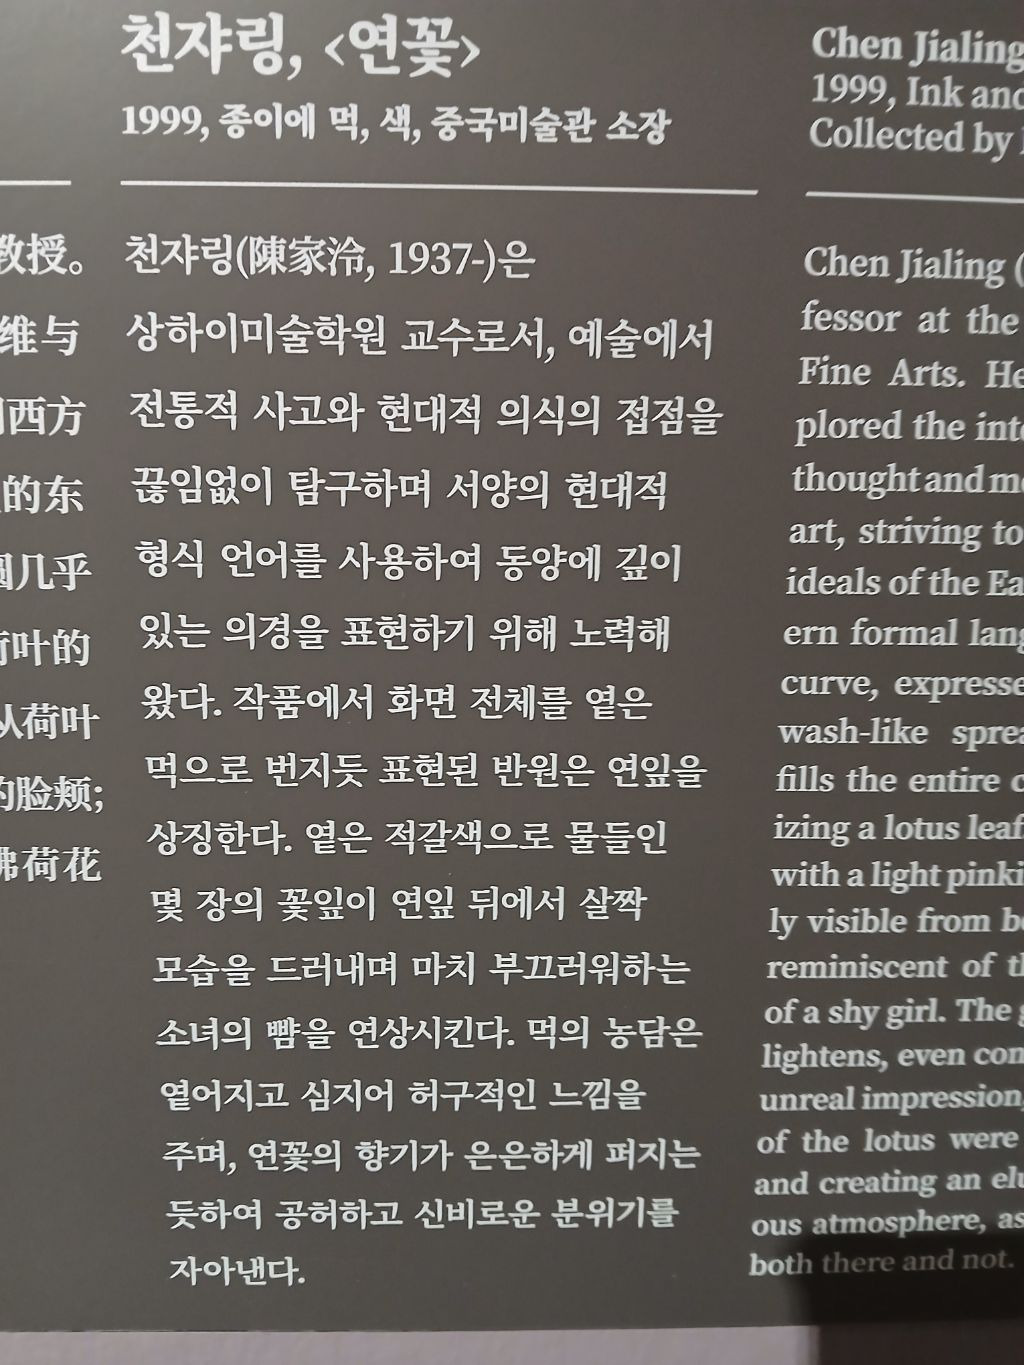 教授。
维与
西方
的东
几乎
叶的
从荷叶
的脸颊;
荷花
천쟈링, <연꽃>
1999, 종이에 먹, 색, 중국미술관 소장
천쟈링(陳家泠, 1937-)은
상하이미술학원 교수로서, 예술에서
전통적 사고와 현대적 의식의 접점을
끊임없이 탐구하며 서양의 현대적
형식 언어를 사용하여 동양에 깊이
있는 의경을 표현하기 위해 노력해
왔다. 작품에서 화면 전체를 옅은
먹으로 번지듯 표현된 반원은 연잎을
상징한다. 옅은 적갈색으로 물들인
몇 장의 꽃잎이 연잎 뒤에서 살짝
모습을 드러내며 마치 부끄러워하는
소녀의 뺨을 연상시킨다. 먹의 농담은
옅어지고 심지어 허구적인 느낌을
주며, 연꽃의 향기가 은은하게 퍼지는
듯하여 공허하고 신비로운 분위기를
자아낸다.
Chen Jialing
1999, Ink and
Collected by
Chen Jialing (
fessor at the
Fine Arts. He
plored the
thought and
art, striving to
ideals of the
ern formal
curve,
wash-like
fills the entire
izing a lotus leaf
with a light
ly visible from
reminiscent of
of a shy girl. The
lightens, even
unreal impression,
of the lotus were
and creating an
ous atmosphere, as
both there and not.